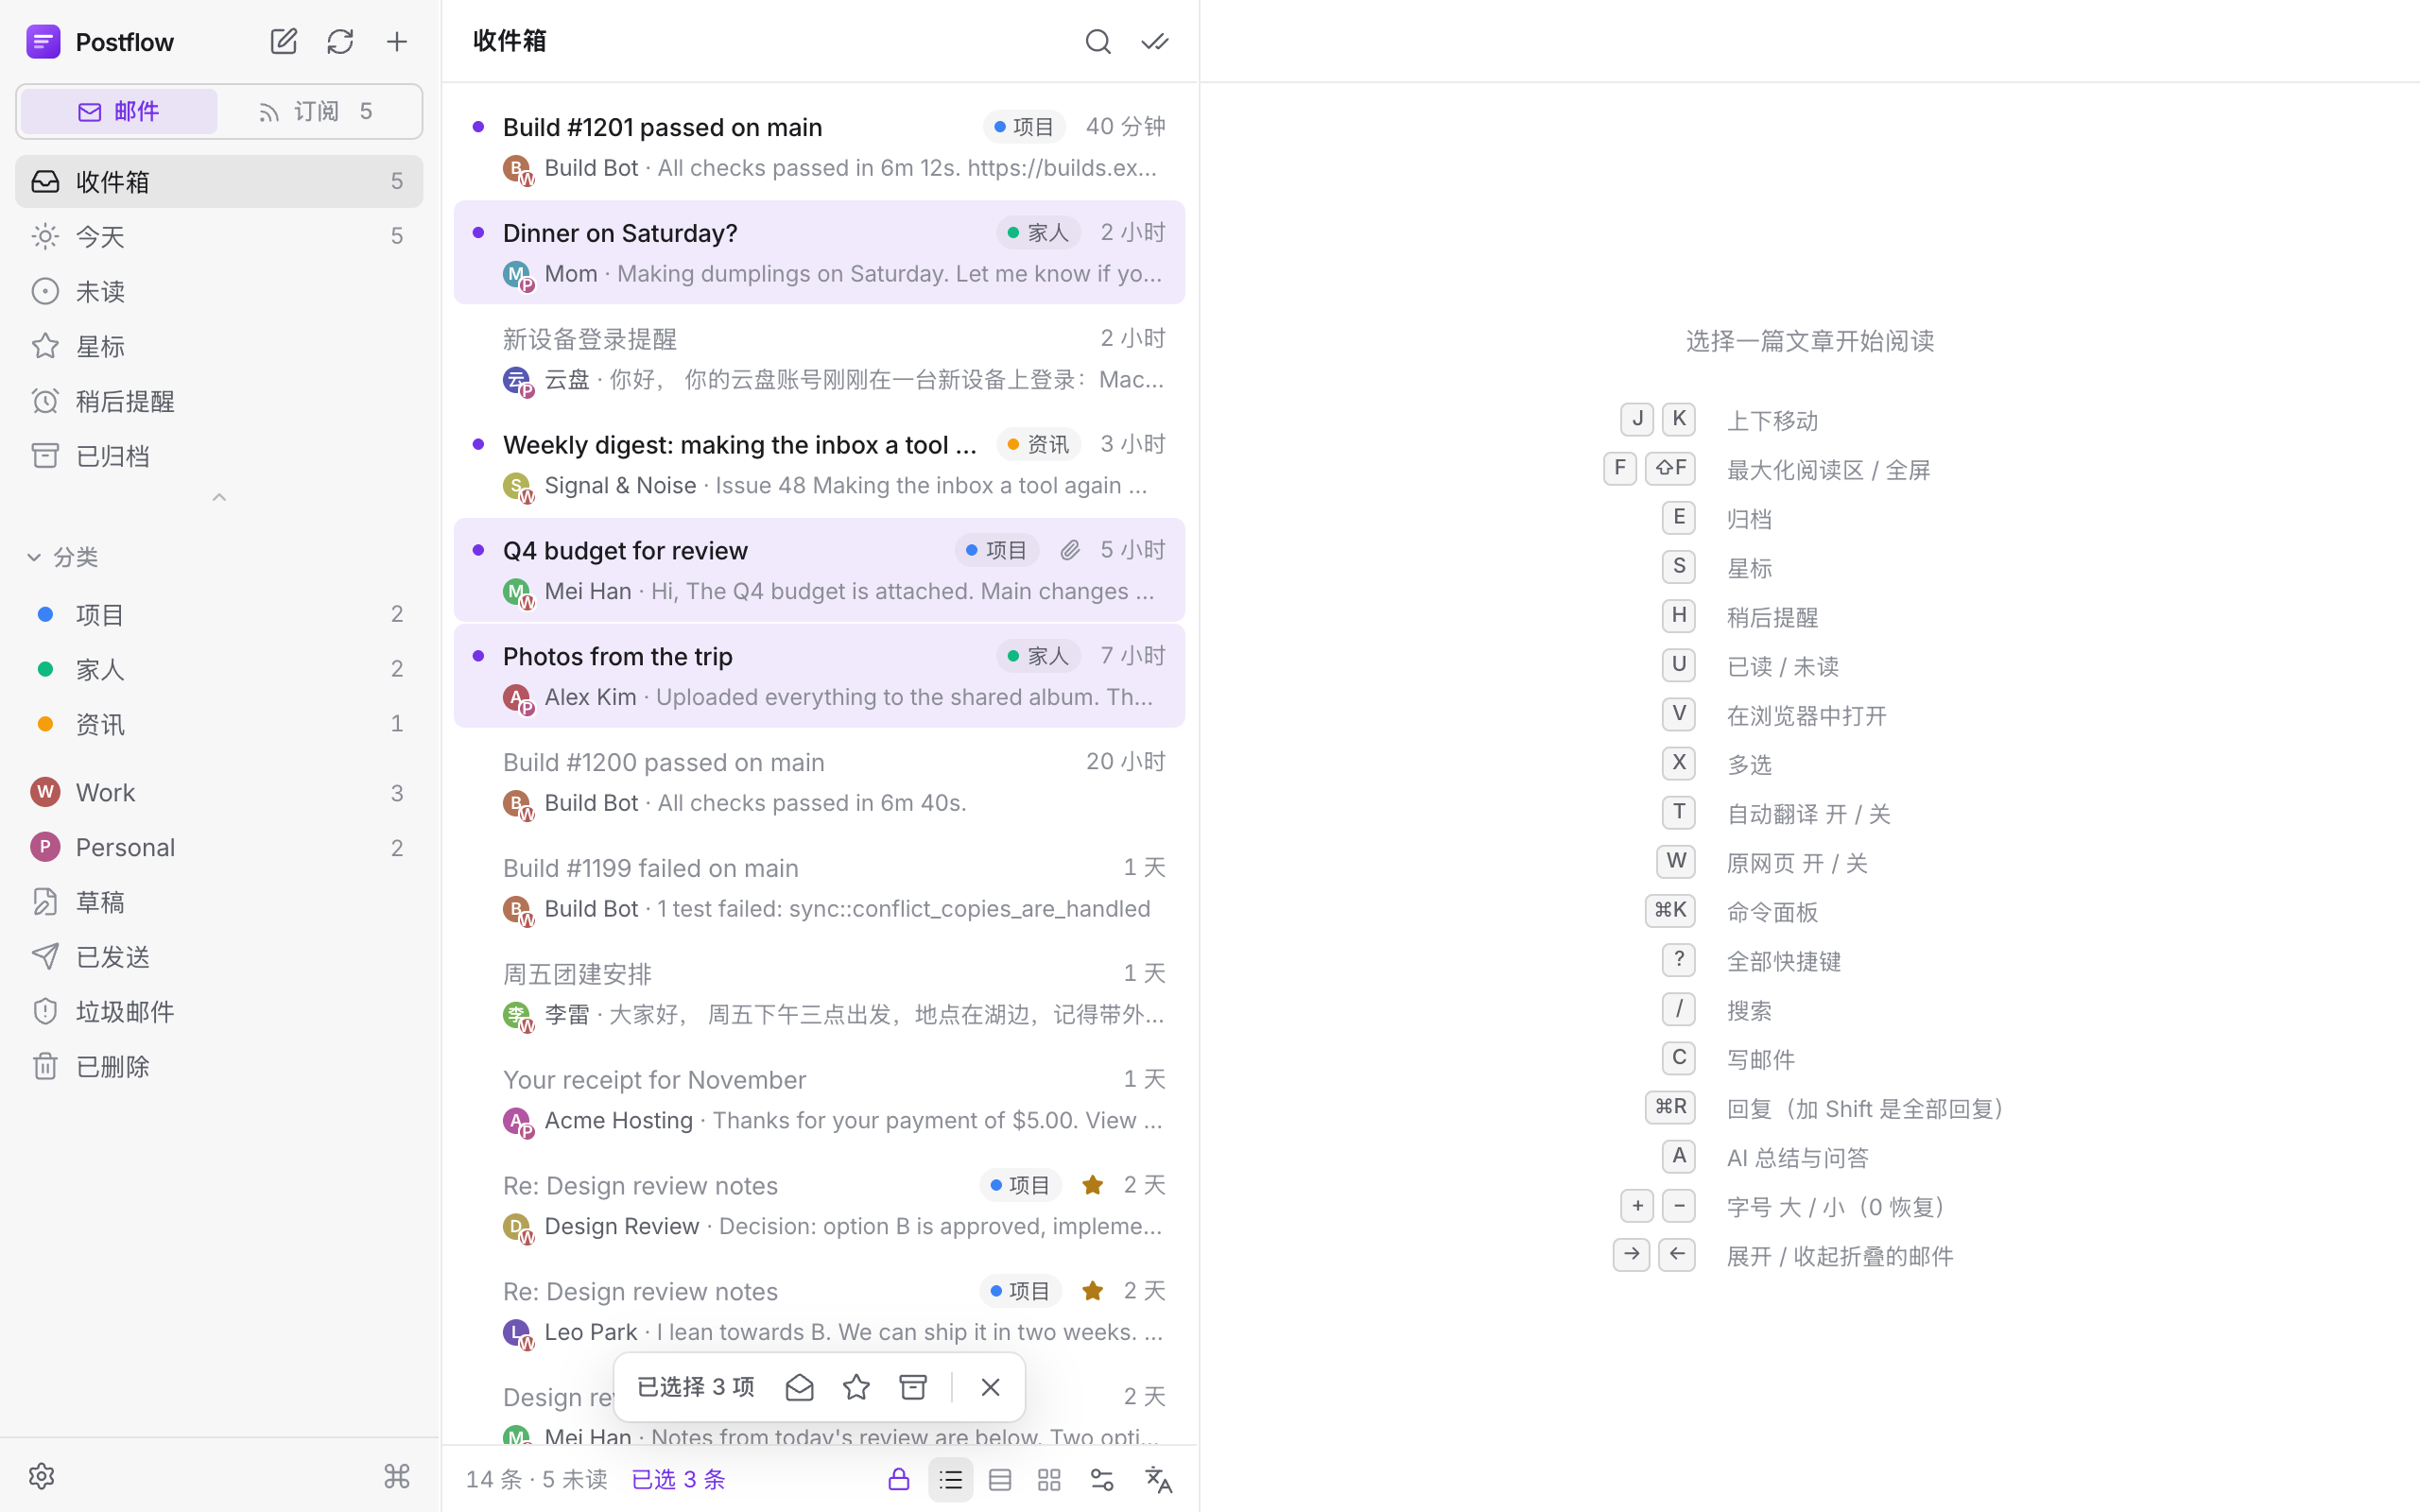 Postflow
邮件
订阅 5
收件箱 5
今天 5
未读
星标
稍后提醒
已归档
分类
项目 2
家人 2
资讯 1
W Work 3
P Personal 2
草稿
已发送
垃圾邮件
已删除
收件箱
Build #1201 passed on main 项目 40 分钟
B W Build Bot · All checks passed in 6m 12s. https://builds.ex...
Dinner on Saturday? 家人 2 小时
M P Mom · Making dumplings on Saturday. Let me know if yo...
新设备登录提醒 2 小时
云 P 云盘 · 你好， 你的云盘账号刚刚在一台新设备上登录：Mac...
Weekly digest: making the inbox a tool ... 资讯 3 小时
S W Signal & Noise · Issue 48 Making the inbox a tool again ...
Q4 budget for review 项目 5 小时
M W Mei Han · Hi, The Q4 budget is attached. Main changes ...
Photos from the trip 家人 7 小时
A P Alex Kim · Uploaded everything to the shared album. Th...
Build #1200 passed on main 20 小时
B W Build Bot · All checks passed in 6m 40s.
Build #1199 failed on main 1 天
B W Build Bot · 1 test failed: sync::conflict_copies_are_handled
周五团建安排 1 天
李 W 李雷 · 大家好， 周五下午三点出发，地点在湖边，记得带外...
Your receipt for November 1 天
A P Acme Hosting · Thanks for your payment of $5.00. View ...
Re: Design review notes 项目 2 天
D W Design Review · Decision: option B is approved, impleme...
Re: Design review notes 项目 2 天
L W Leo Park · I lean towards B. We can ship it in two weeks. ...
Design re 2 天
M Mei Han · Notes from today's review are below. Two opti...
已选择 3 项
14 条 · 5 未读 已选 3 条
选择一篇文章开始阅读
J K 上下移动
F ⇧F 最大化阅读区 / 全屏
E 归档
S 星标
H 稍后提醒
U 已读 / 未读
V 在浏览器中打开
X 多选
T 自动翻译 开 / 关
W 原网页 开 / 关
⌘K 命令面板
? 全部快捷键
/ 搜索
C 写邮件
⌘R 回复（加 Shift 是全部回复）
A AI 总结与问答
+ − 字号 大 / 小（0 恢复）
→ ← 展开 / 收起折叠的邮件